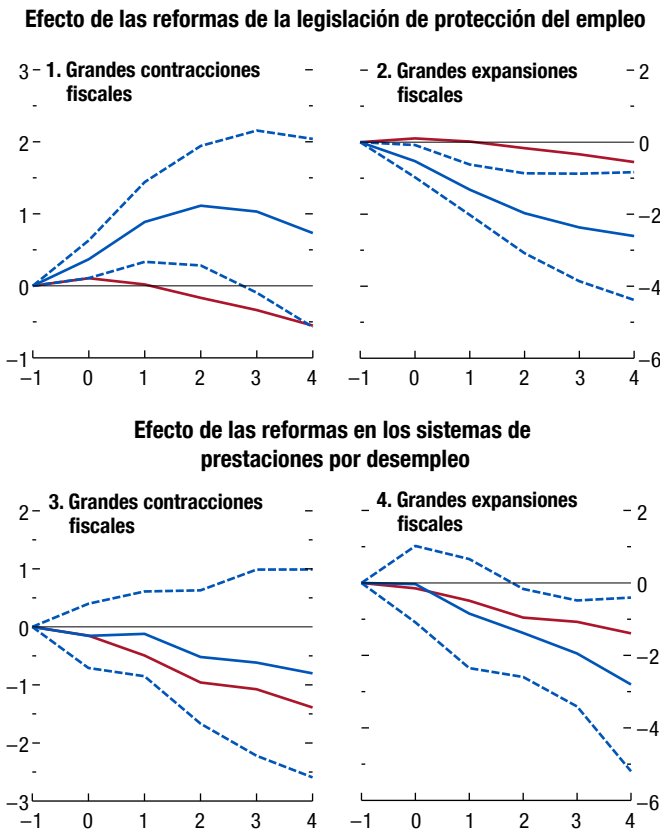 Efecto de las reformas de la legislación de protección del empleo
1. Grandes contracciones
fiscales
3
2
1
0
–1
–1 0 1 2 3 4
2. Grandes expansiones
fiscales
2
0
–2
–4
–6
–1 0 1 2 3 4
Efecto de las reformas en los sistemas de
prestaciones por desempleo
3. Grandes contracciones
fiscales
2
1
0
–1
–2
–3
–1 0 1 2 3 4
4. Grandes expansiones
fiscales
2
0
–2
–4
–6
–1 0 1 2 3 4